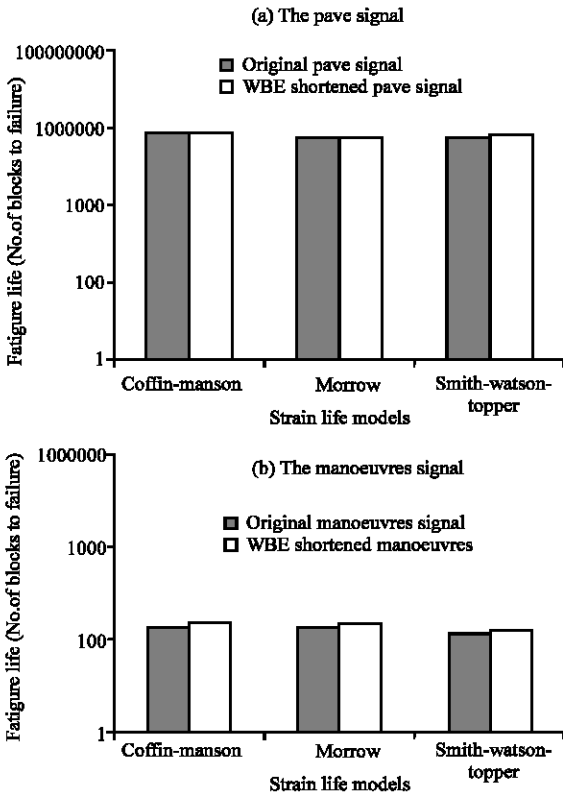 (a) The pave signal
100000000
1000000
1000
100
1
Fatigure life (No.of blocks to failure)
Original pave signal
WBE shortened pave signal
Coffin-manson
Morrow
Smith-watson-
topper
Strain life models
(b) The manoeuvres signal
1000000
1000
100
1
Fatigure life (No.of blocks to failure)
Original manoeuvres signal
WBE shortened manoeuvres
Coffin-manson
Morrow
Smith-watson-
topper
Strain life models